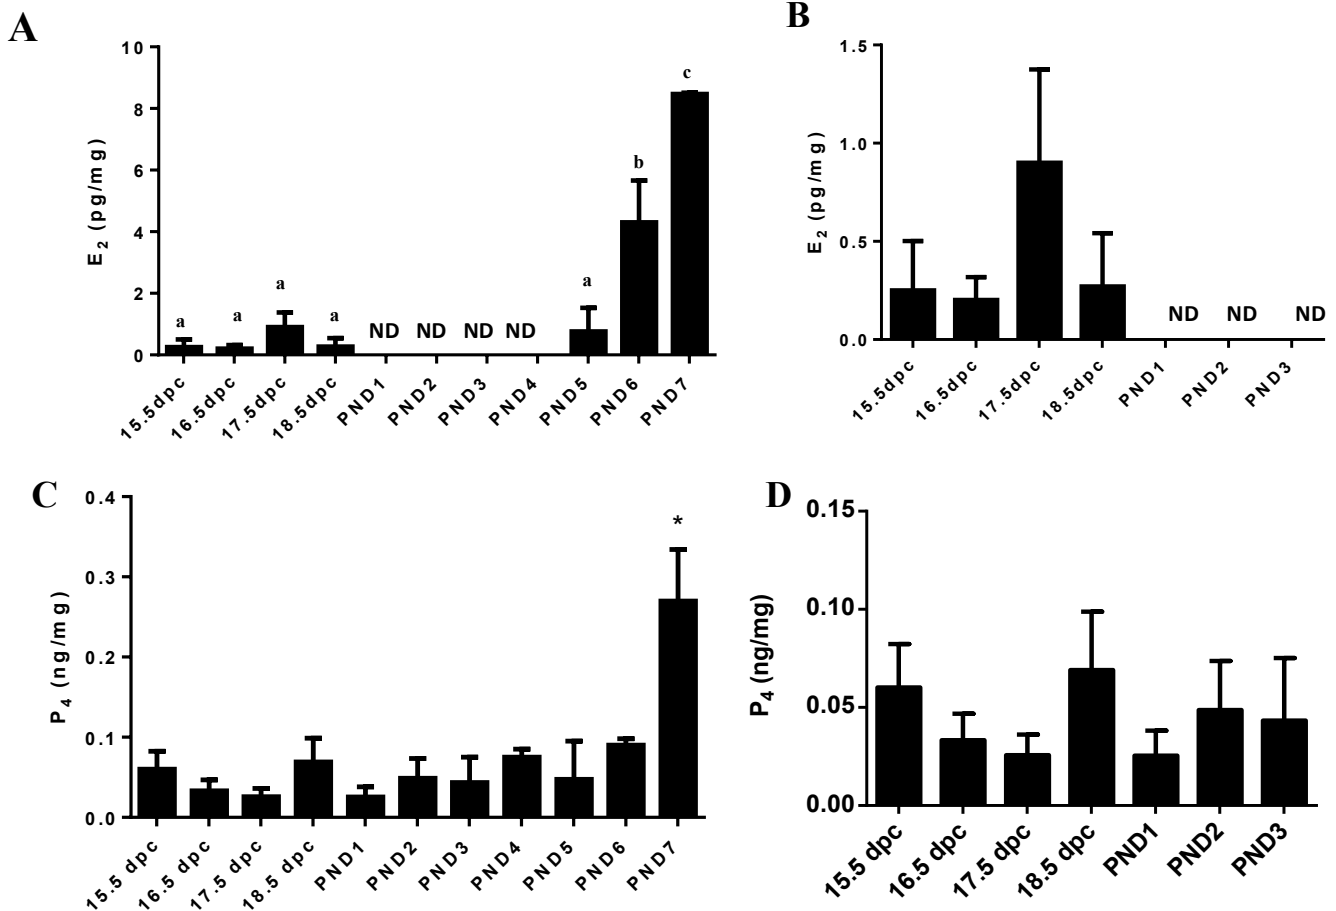 A
E2 (pg/mg)
10
8
6
4
2
0
a
a
a
a
ND
ND
ND
ND
a
b
c
15.5dpc
16.5dpc
17.5dpc
18.5dpc
PND1
PND2
PND3
PND4
PND5
PND6
PND7
B
E2 (pg/mg)
1.5
1.0
0.5
0.0
ND
ND
ND
15.5dpc
16.5dpc
17.5dpc
18.5dpc
PND1
PND2
PND3
C
P4 (ng/mg)
0.4
0.3
0.2
0.1
0.0
*
15.5 dpc
16.5 dpc
17.5 dpc
18.5 dpc
PND1
PND2
PND3
PND4
PND5
PND6
PND7
D
P4 (ng/mg)
0.15
0.10
0.05
0.00
15.5 dpc
16.5 dpc
17.5 dpc
18.5 dpc
PND1
PND2
PND3